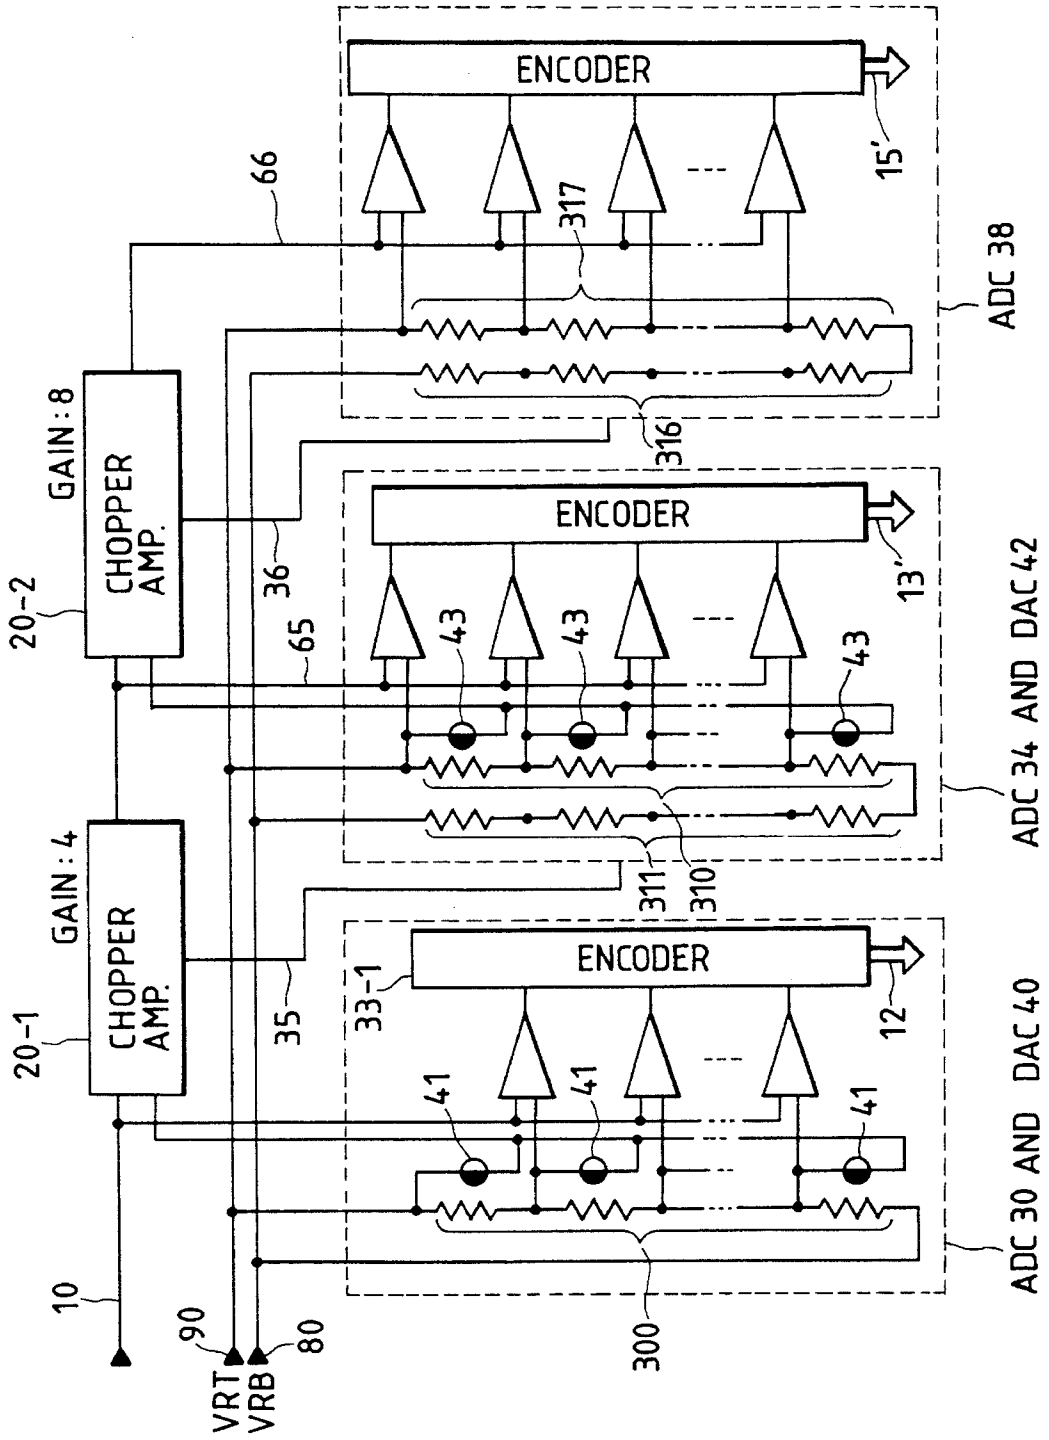 20-1
GAIN : 4
CHOPPER
AMP.
20-2
GAIN : 8
CHOPPER
AMP.
10
90
VRT
VRB
80
35
65
36
66
33-1
ENCODER
12
41
41
41
300
ADC 30 AND DAC 40
ENCODER
13'
43
43
43
311
310
ADC 34 AND DAC 42
ENCODER
15'
317
316
ADC 38